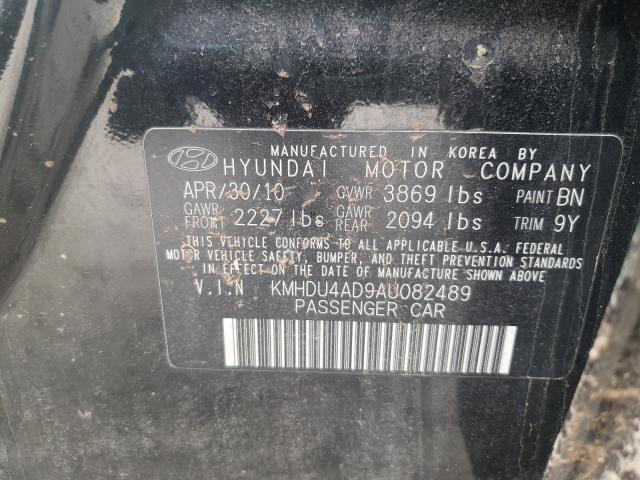 MANUFACTURED IN KOREA BY
HYUNDAI MOTOR COMPANY
APR/30/10 GVWR 3869 lbs PAINT BN
GAWR FRONT 2227 lbs GAWR REAR 2094 lbs TRIM 9Y
THIS VEHICLE CONFORMS TO ALL APPLICABLE U.S.A. FEDERAL
MOTOR VEHICLE SAFETY, BUMPER, AND THEFT PREVENTION STANDARDS
IN EFFECT ON THE DATE OF MANUFACTURE SHOWN ABOVE
V.I.N KMHDU4AD9AU082489
PASSENGER CAR